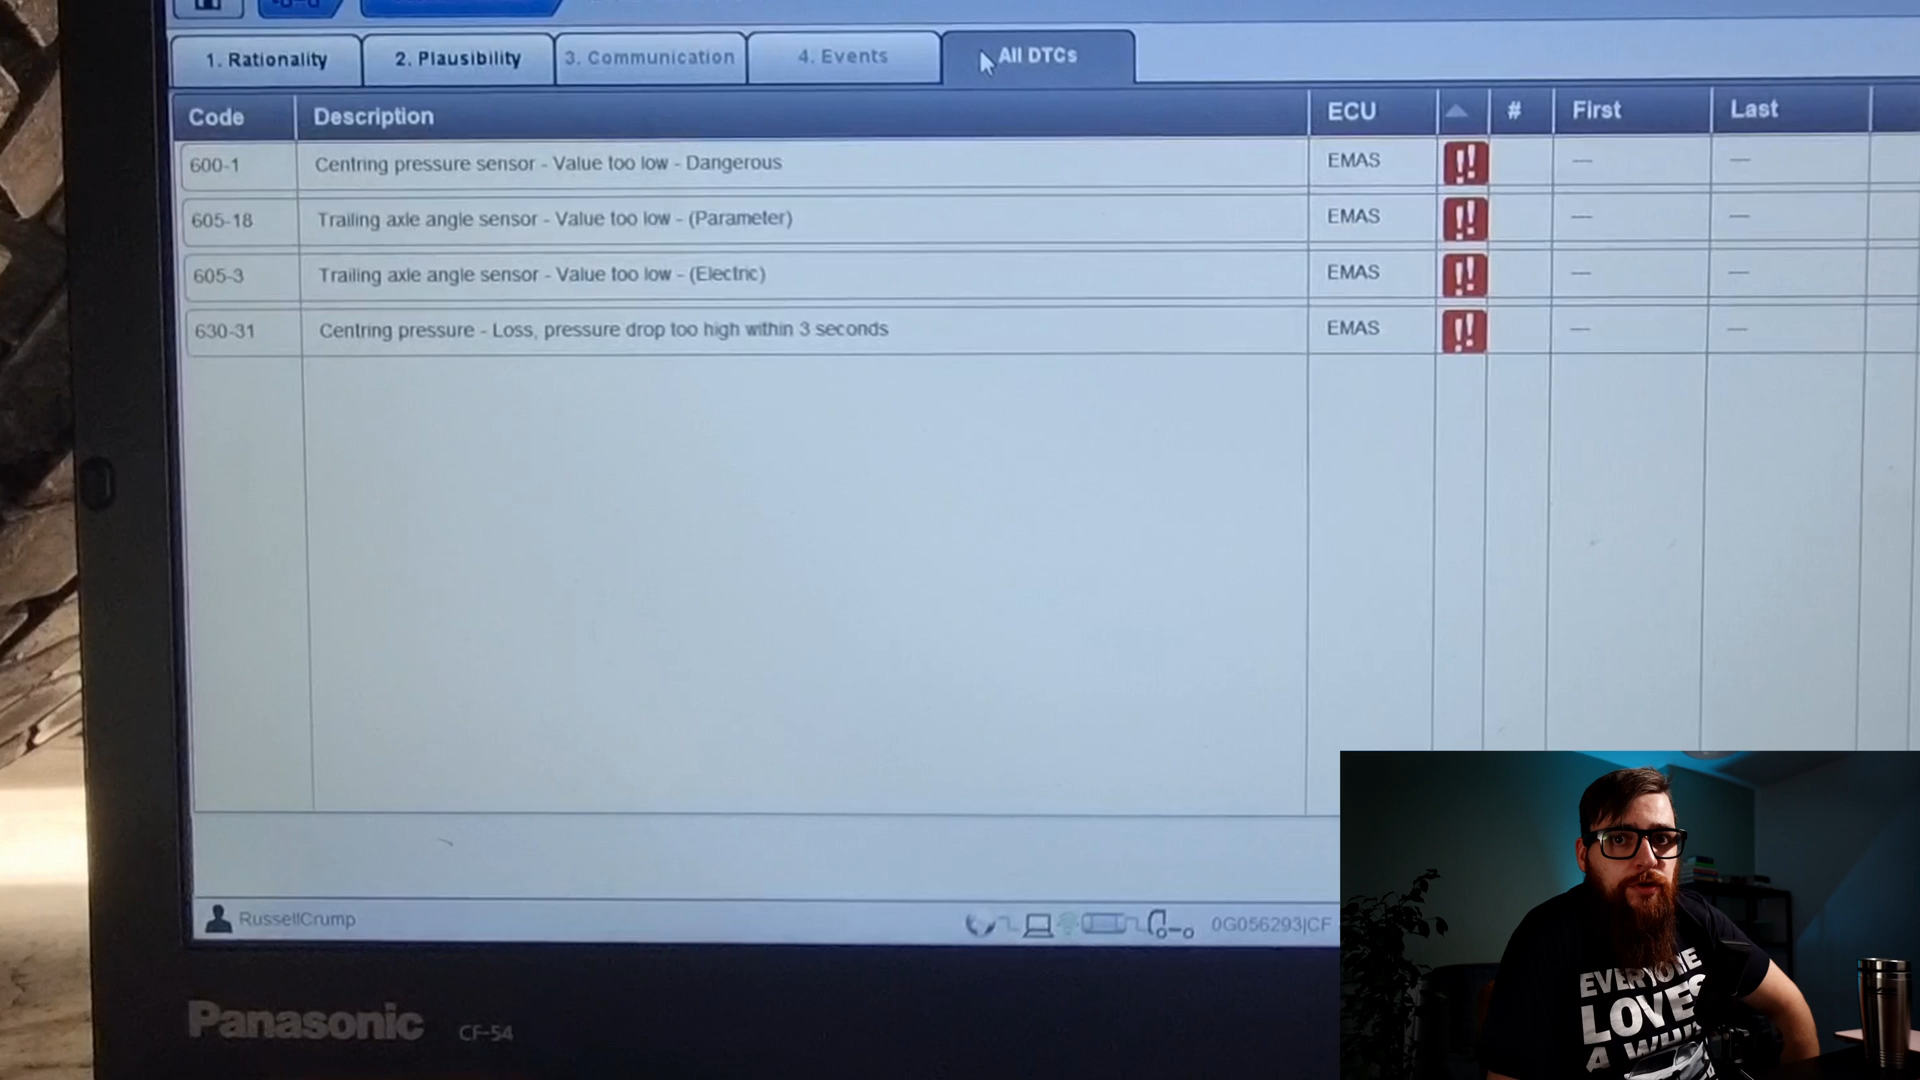 1. Rationality
2. Plausibility
3. Communication
4. Events
All DTCs
Code Description ECU # First Last
600-1 Centring pressure sensor - Value too low - Dangerous EMAS !! — —
605-18 Trailing axle angle sensor - Value too low - (Parameter) EMAS !! — —
605-3 Trailing axle angle sensor - Value too low - (Electric) EMAS !! — —
630-31 Centring pressure - Loss, pressure drop too high within 3 seconds EMAS !! — —
RussellCrump
0G056293|CF
Panasonic CF-54
EVERYONE
LOVES
A